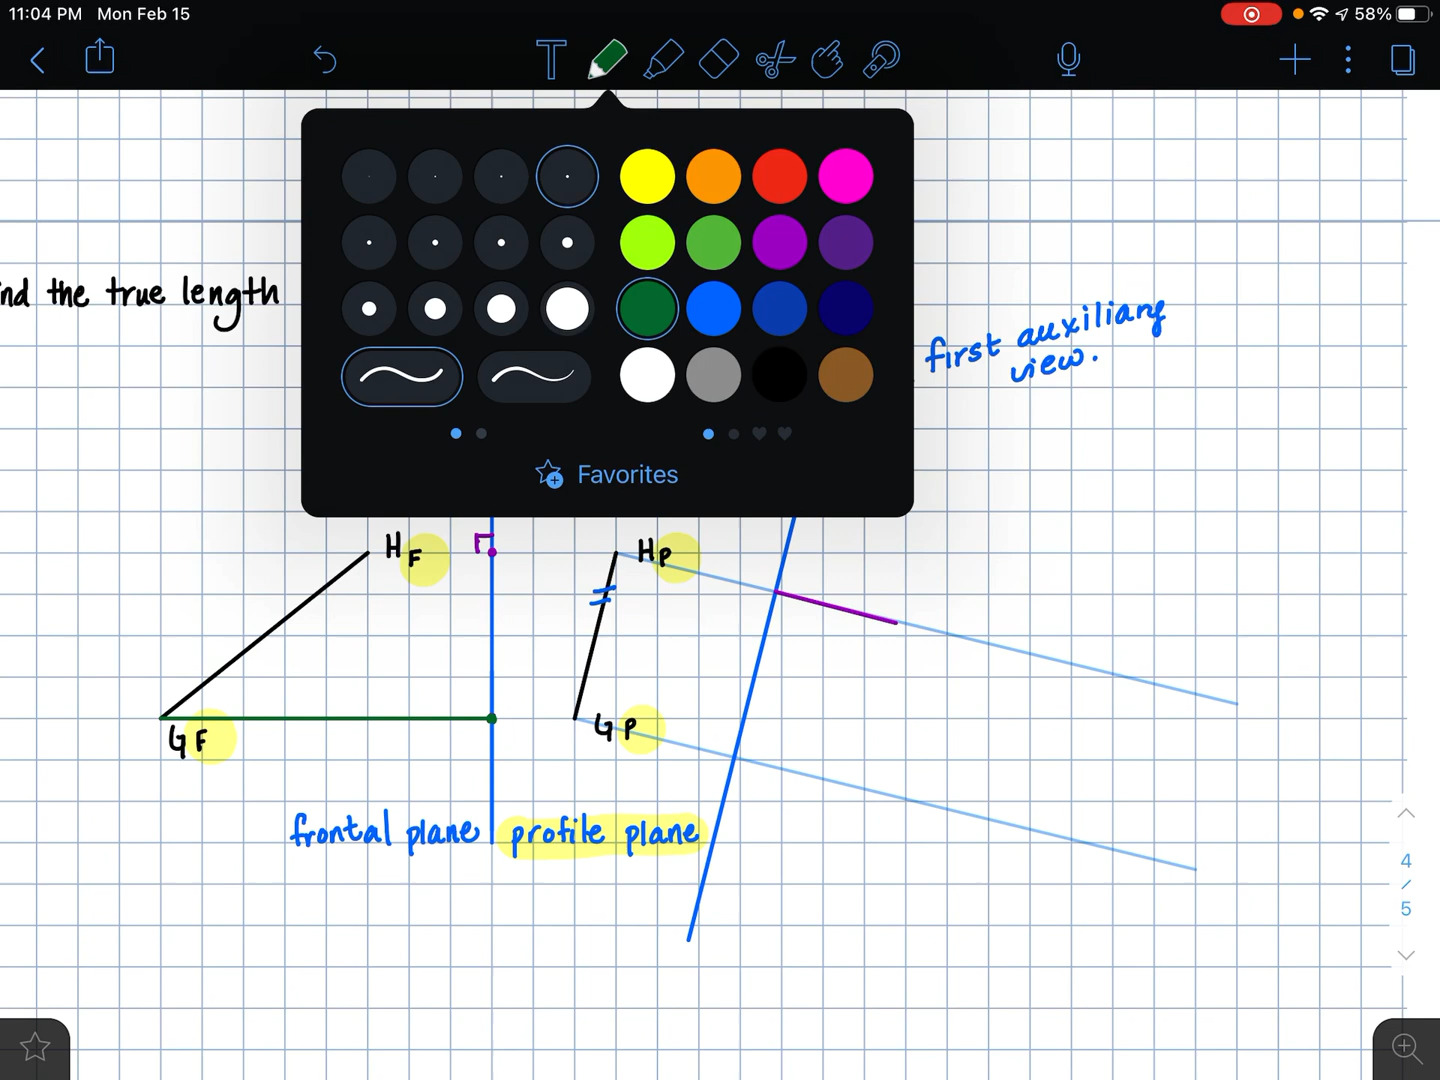 11:04 PM Mon Feb 15
58%
T
nd the true length
first auxiliary
view.
Favorites
HF
HP
GF
GP
frontal plane
profile plane
4
/
5